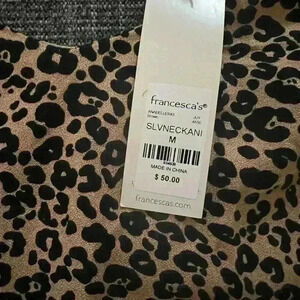 francesca's®
SLVNECKANI
M
MADE IN CHINA
$ 50.00
francescas.com